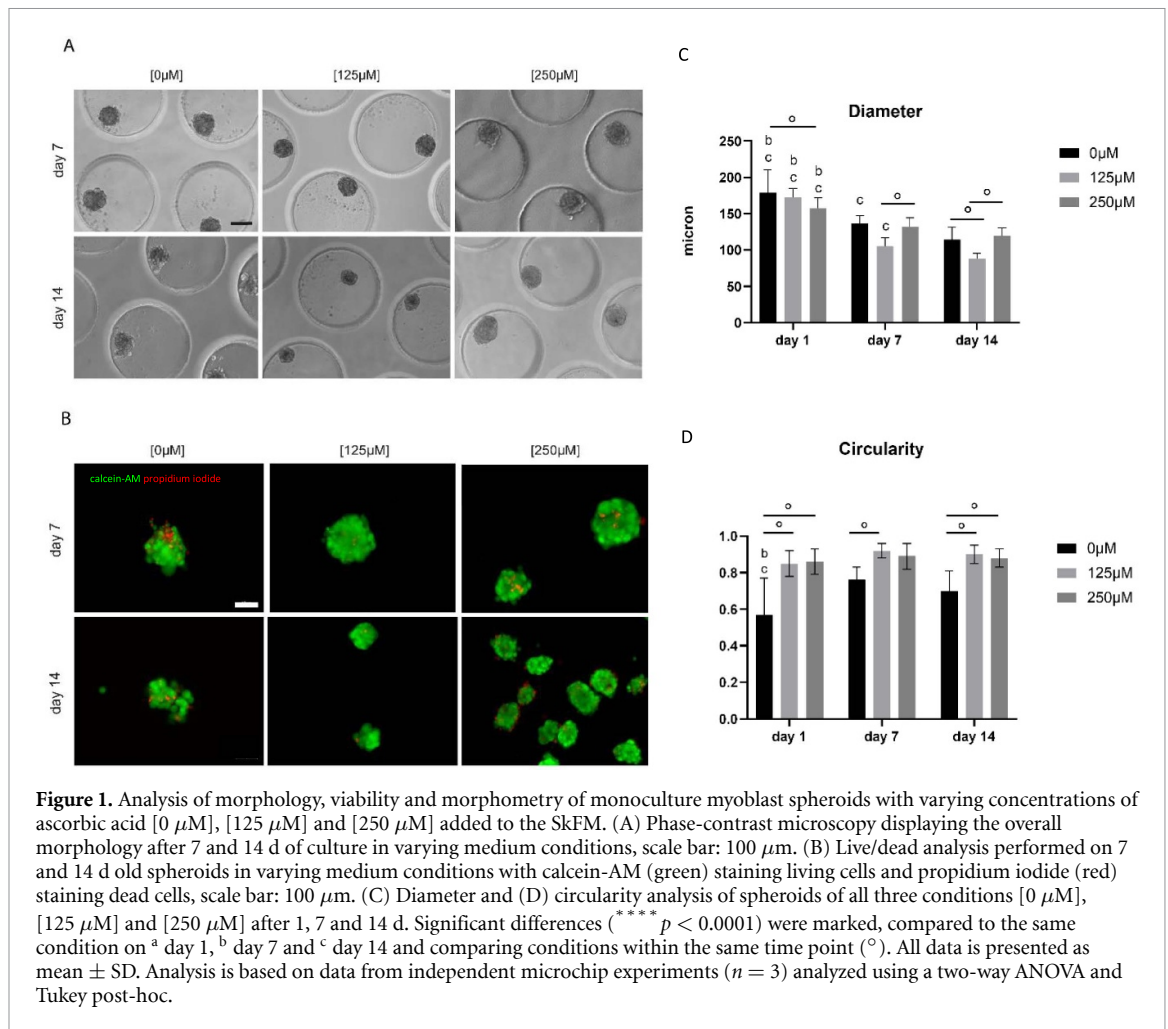 A
[0µM]
[125µM]
[250µM]
day 7
day 14
B
[0µM]
[125µM]
[250µM]
calcein-AM propidium iodide
day 7
day 14
C
Diameter
micron
250
200
150
100
50
0
b
c
b
c
b
c
c
c
day 1
day 7
day 14
0µM
125µM
250µM
D
Circularity
1.0
0.8
0.6
0.4
0.2
0.0
b
c
day 1
day 7
day 14
0µM
125µM
250µM
Figure 1. Analysis of morphology, viability and morphometry of monoculture myoblast spheroids with varying concentrations of
ascorbic acid [0 μM], [125 μM] and [250 μM] added to the SkFM. (A) Phase-contrast microscopy displaying the overall
morphology after 7 and 14 d of culture in varying medium conditions, scale bar: 100 μm. (B) Live/dead analysis performed on 7
and 14 d old spheroids in varying medium conditions with calcein-AM (green) staining living cells and propidium iodide (red)
staining dead cells, scale bar: 100 μm. (C) Diameter and (D) circularity analysis of spheroids of all three conditions [0 μM],
[125 μM] and [250 μM] after 1, 7 and 14 d. Significant differences (**** p < 0.0001) were marked, compared to the same
condition on ᵃ day 1, ᵇ day 7 and ᶜ day 14 and comparing conditions within the same time point (°). All data is presented as
mean ± SD. Analysis is based on data from independent microchip experiments (n = 3) analyzed using a two-way ANOVA and
Tukey post-hoc.